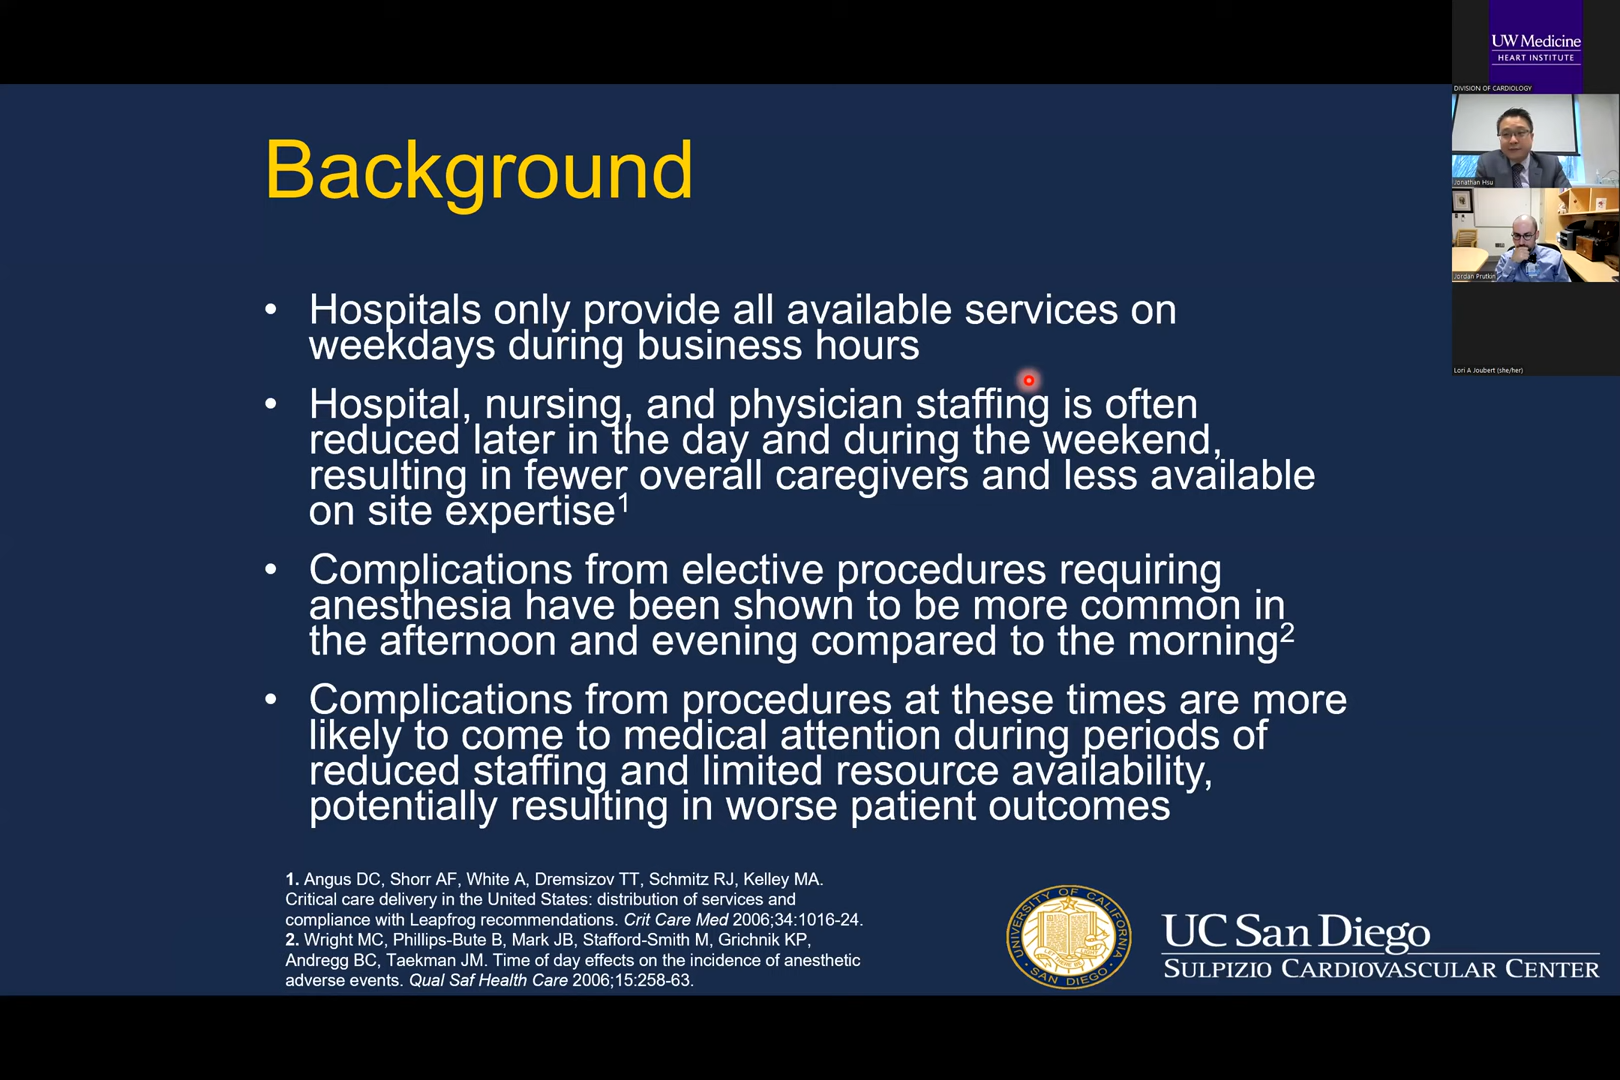 UW Medicine
HEART INSTITUTE
DIVISION OF CARDIOLOGY
Jonathan Hsu
Jordan Prutkin
Lori A Joubert (she/her)
Background
• Hospitals only provide all available services on
weekdays during business hours
• Hospital, nursing, and physician staffing is often
reduced later in the day and during the weekend,
resulting in fewer overall caregivers and less available
on site expertise1
• Complications from elective procedures requiring
anesthesia have been shown to be more common in
the afternoon and evening compared to the morning2
• Complications from procedures at these times are more
likely to come to medical attention during periods of
reduced staffing and limited resource availability,
potentially resulting in worse patient outcomes
1. Angus DC, Shorr AF, White A, Dremsizov TT, Schmitz RJ, Kelley MA.
Critical care delivery in the United States: distribution of services and
compliance with Leapfrog recommendations. Crit Care Med 2006;34:1016-24.
2. Wright MC, Phillips-Bute B, Mark JB, Stafford-Smith M, Grichnik KP,
Andregg BC, Taekman JM. Time of day effects on the incidence of anesthetic
adverse events. Qual Saf Health Care 2006;15:258-63.
UNIVERSITY OF CALIFORNIA
SAN DIEGO
UC San Diego
SULPIZIO CARDIOVASCULAR CENTER